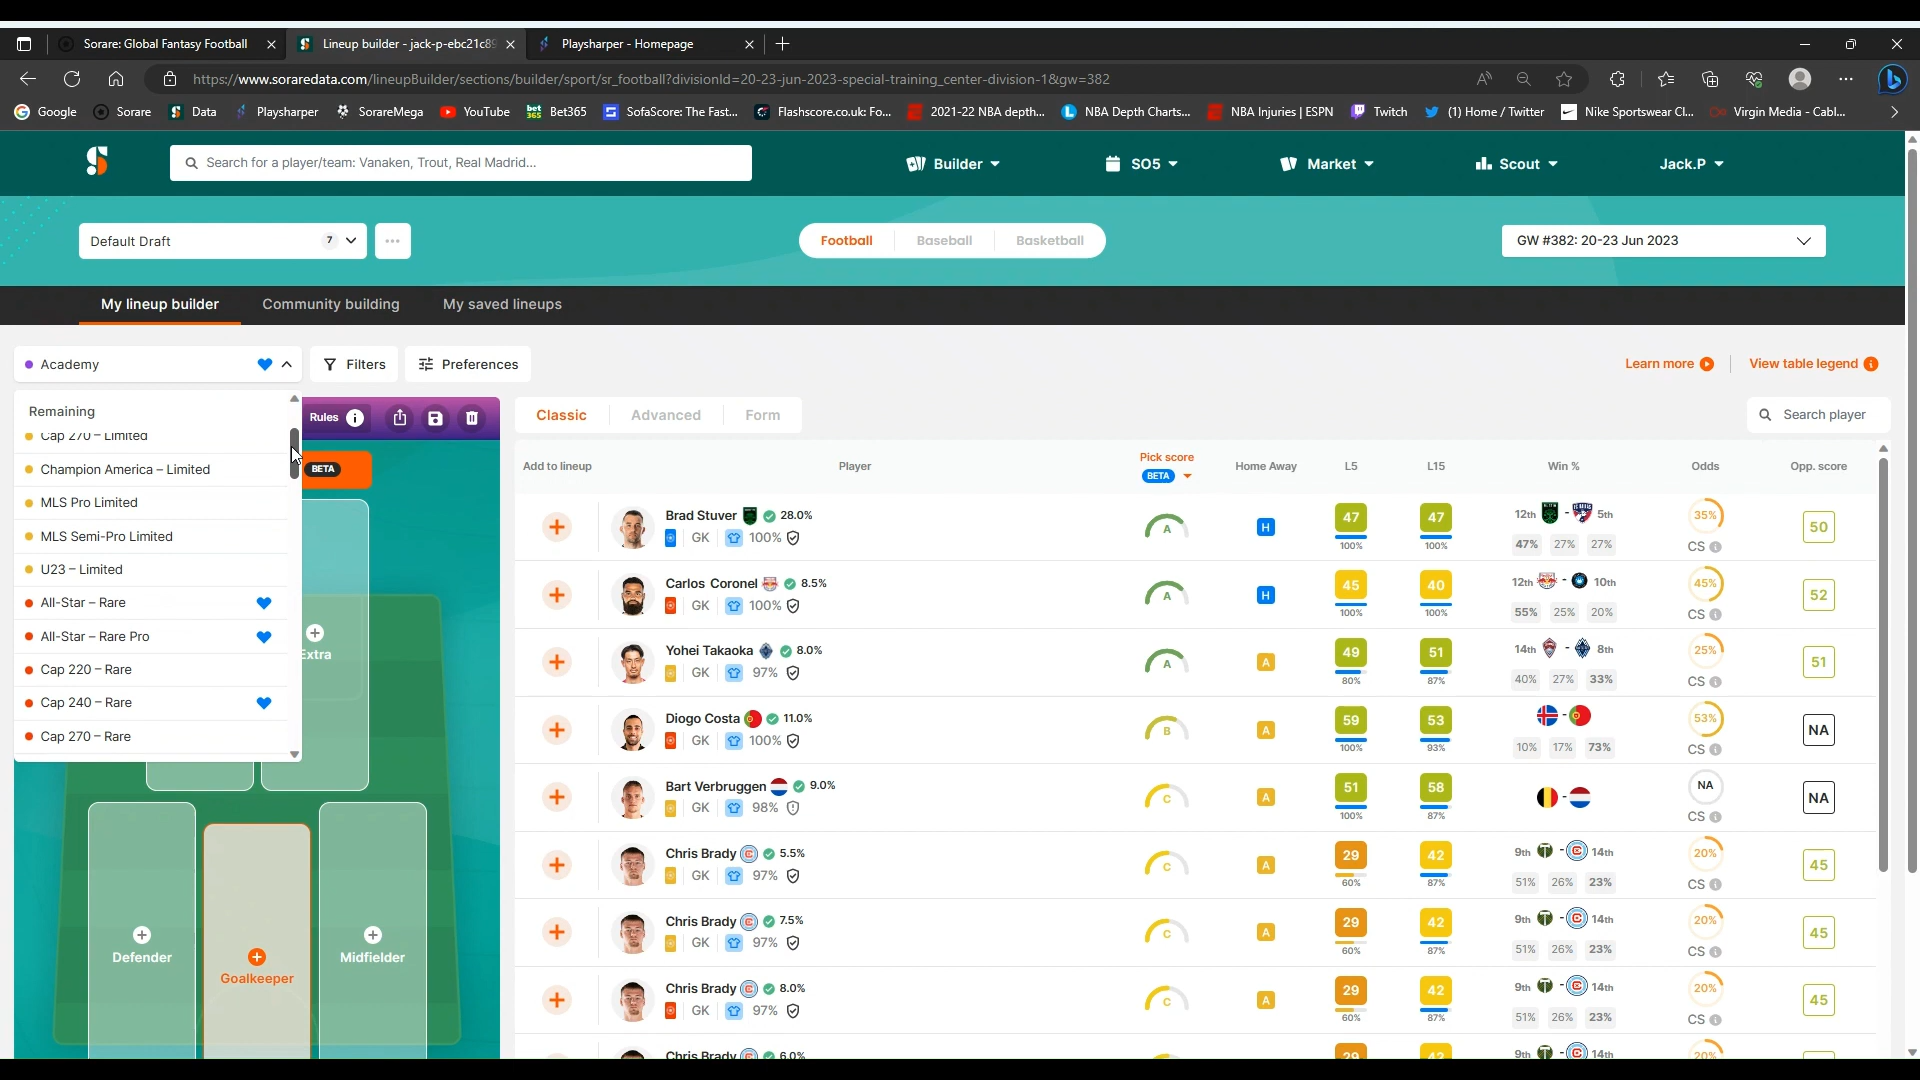 Sorare: Global Fantasy Football
Lineup builder - jack-p-ebc21c89
Playsharper - Homepage
https://www.soraredata.com/lineupBuilder/sections/builder/sport/sr_football?divisionId=20-23-jun-2023-special-training_center-division-1&gw=382
Google
Sorare
Data
Playsharper
SorareMega
YouTube
bet365 Bet365
SofaScore: The Fast...
Flashscore.co.uk: Fo...
2021-22 NBA depth...
NBA Depth Charts...
NBA Injuries | ESPN
Twitch
(1) Home / Twitter
Nike Sportswear Cl...
Virgin Media - Cabl...
Search for a player/team: Vanaken, Trout, Real Madrid...
Builder
SO5
Market
Scout
Jack.P
Default Draft 7
Football
Baseball
Basketball
GW #382: 20-23 Jun 2023
My lineup builder
Community building
My saved lineups
Academy
Filters
Preferences
Learn more
View table legend
Remaining
Cap 270 – Limited
Champion America – Limited
MLS Pro Limited
MLS Semi-Pro Limited
U23 – Limited
All-Star – Rare
All-Star – Rare Pro
Cap 220 – Rare
Cap 240 – Rare
Cap 270 – Rare
Rules
BETA
Extra
Defender
Goalkeeper
Midfielder
Classic
Advanced
Form
Search player
Add to lineup
Player
Pick score
BETA
Home Away
L5
L15
Win %
Odds
Opp. score
Brad Stuver 28.0%
GK 100%
A
H
47 100%
47 100%
12th - 5th
47% 27% 27%
35% CS
50
Carlos Coronel 8.5%
GK 100%
A
H
45 100%
40 100%
12th - 10th
55% 25% 20%
45% CS
52
Yohei Takaoka 8.0%
GK 97%
A
A
49 80%
51 87%
14th - 8th
40% 27% 33%
25% CS
51
Diogo Costa 11.0%
GK 100%
B
A
59 100%
53 93%
-
10% 17% 73%
53% CS
NA
Bart Verbruggen 9.0%
GK 98%
C
A
51 100%
58 87%
-
NA CS
NA
Chris Brady 5.5%
GK 97%
C
A
29 60%
42 87%
9th - 14th
51% 26% 23%
20% CS
45
Chris Brady 7.5%
GK 97%
C
A
29 60%
42 87%
9th - 14th
51% 26% 23%
20% CS
45
Chris Brady 8.0%
GK 97%
C
A
29 60%
42 87%
9th - 14th
51% 26% 23%
20% CS
45
Chris Brady 6.0%
29
42
9th - 14th
20%